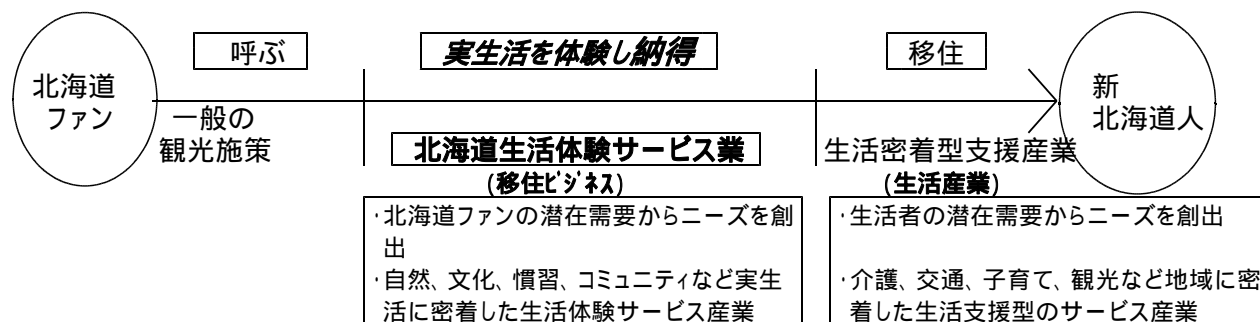 呼ぶ
実生活を体験し納得
移住
北海道
ファン
新
北海道人
一般の
観光施策
北海道生活体験サービス業
(移住ビジネス)
生活密着型支援産業
(生活産業)
・北海道ファンの潜在需要からニーズを創
出
・自然、文化、慣習、コミュニティなど実生
活に密着した生活体験サービス産業
・生活者の潜在需要からニーズを創出
・介護、交通、子育て、観光など地域に密
着した生活支援型のサービス産業